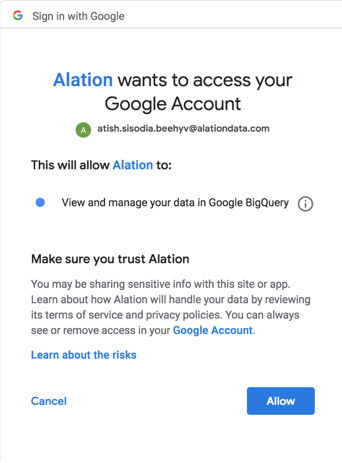 Sign in with Google
Alation wants to access your
Google Account
A atish.sisodia.beehyv@alationdata.com
This will allow Alation to:
View and manage your data in Google BigQuery
Make sure you trust Alation
You may be sharing sensitive info with this site or app.
Learn about how Alation will handle your data by reviewing
its terms of service and privacy policies. You can always
see or remove access in your Google Account.
Learn about the risks
Cancel Allow